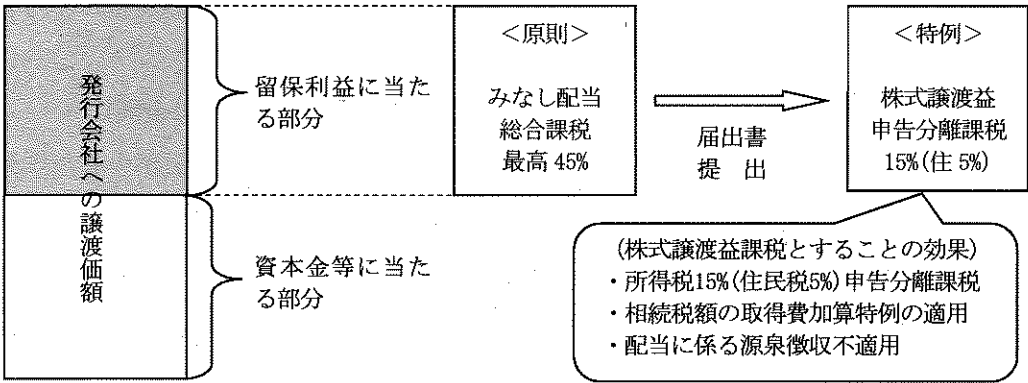 発行会社への譲渡価額
留保利益に当た
る部分
資本金等に当た
る部分
＜原則＞
みなし配当
総合課税
最高 45%
届出書
提 出
＜特例＞
株式譲渡益
申告分離課税
15%(住 5%)
(株式譲渡益課税とすることの効果)
・所得税15%(住民税5%)申告分離課税
・相続税額の取得費加算特例の適用
・配当に係る源泉徴収不適用